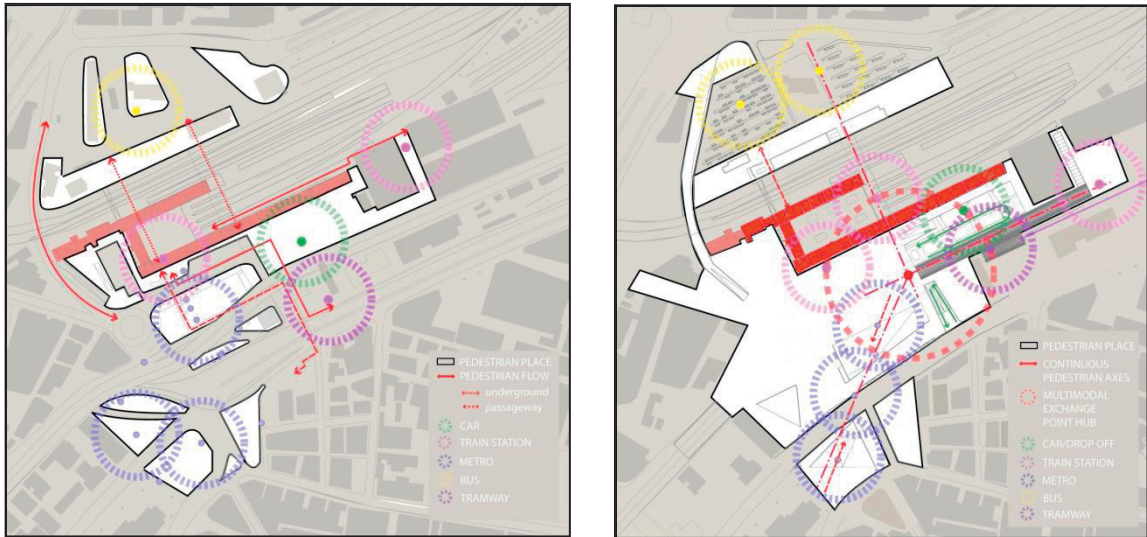 PEDESTRIAN PLACE
PEDESTRIAN FLOW
underground
passageway
CAR
TRAIN STATION
METRO
BUS
TRAMWAY
PEDESTRIAN PLACE
CONTINUOUS
PEDESTRIAN AXES
MULTIMODAL
EXCHANGE
POINT HUB
CAR/DROP OFF
TRAIN STATION
METRO
BUS
TRAMWAY